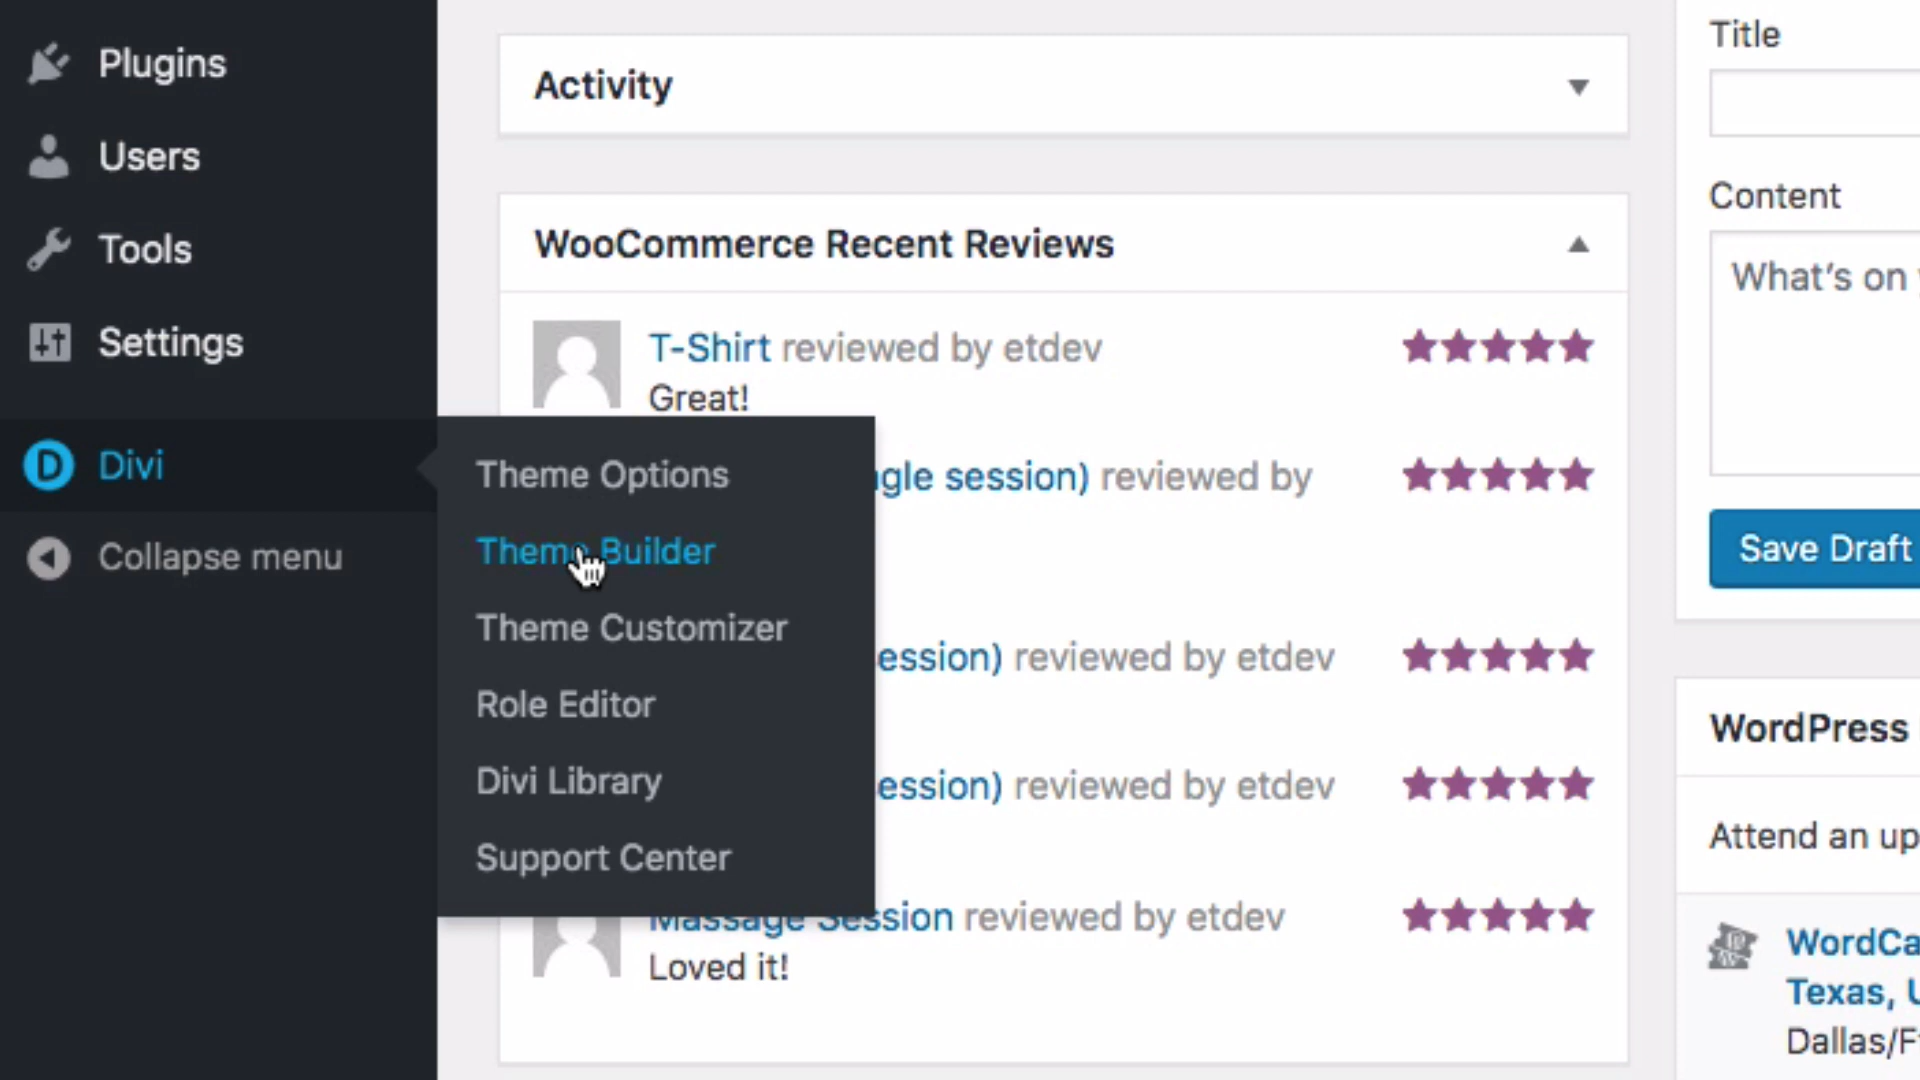 Plugins
Users
Tools
Settings
Divi
Collapse menu
Theme Options
Theme Builder
Theme Customizer
Role Editor
Divi Library
Support Center
Activity
WooCommerce Recent Reviews
T-Shirt reviewed by etdev
Great!
gle session) reviewed by
ession) reviewed by etdev
ession) reviewed by etdev
Massage Session reviewed by etdev
Loved it!
Title
Content
What's on
Save Draft
WordPress
Attend an up
WordCa
Texas, U
Dallas/F